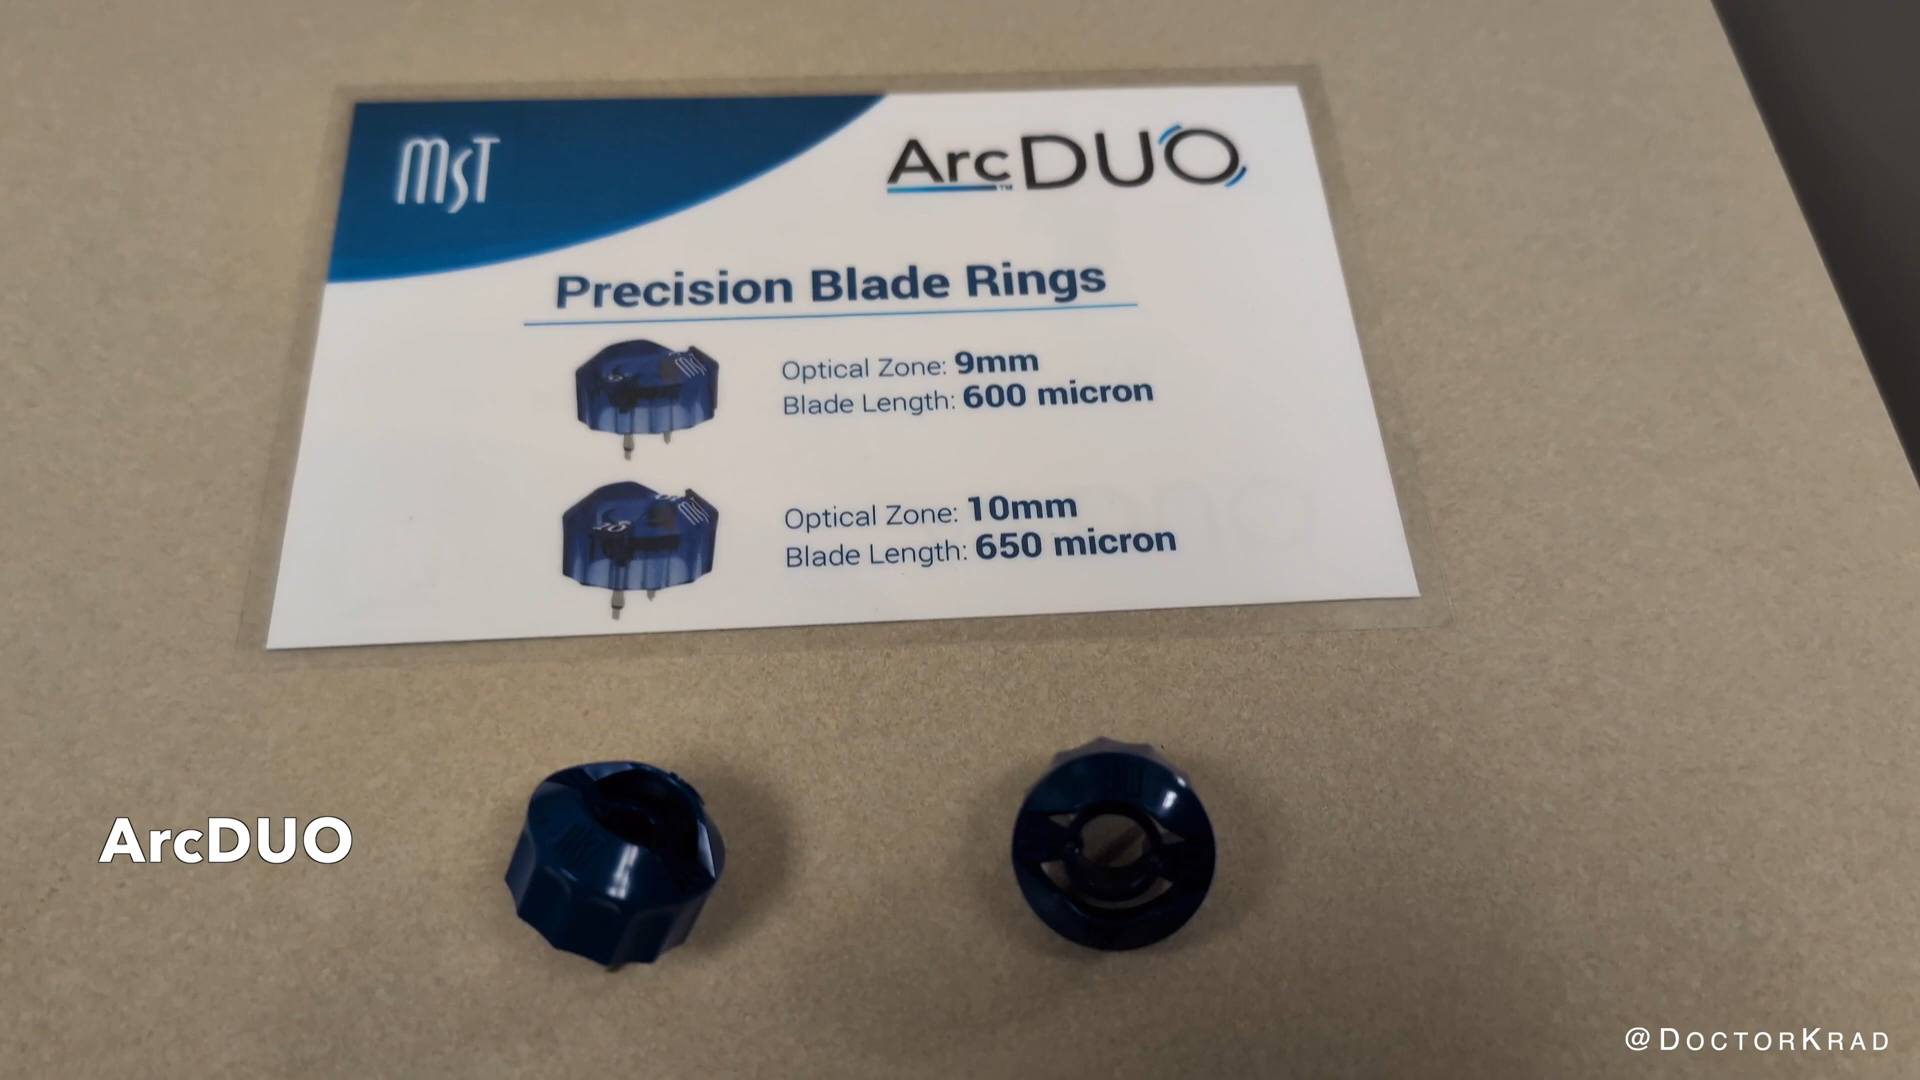 MST
ArcDUO
™
Precision Blade Rings
Optical Zone: 9mm
Blade Length: 600 micron
Optical Zone: 10mm
Blade Length: 650 micron
ArcDUO
@DoctorKrad